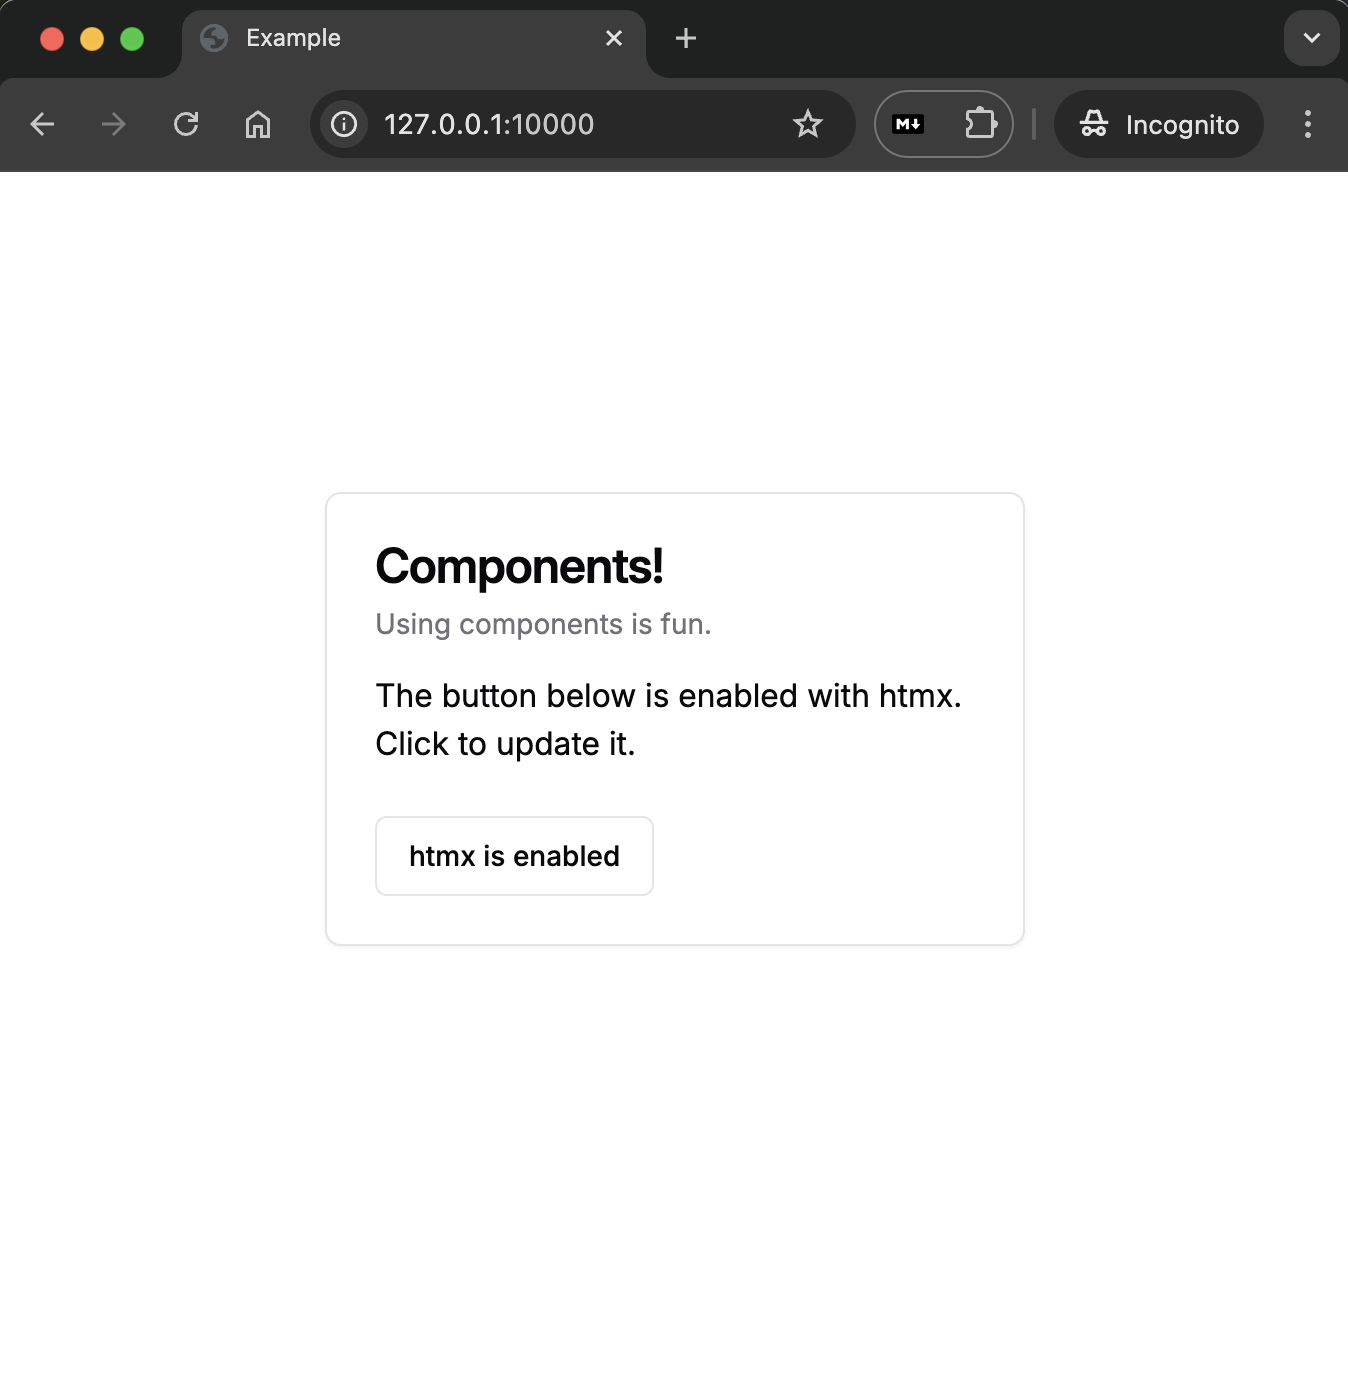 Example
127.0.0.1:10000
M
Incognito
Components!
Using components is fun.
The button below is enabled with htmx.
Click to update it.
htmx is enabled